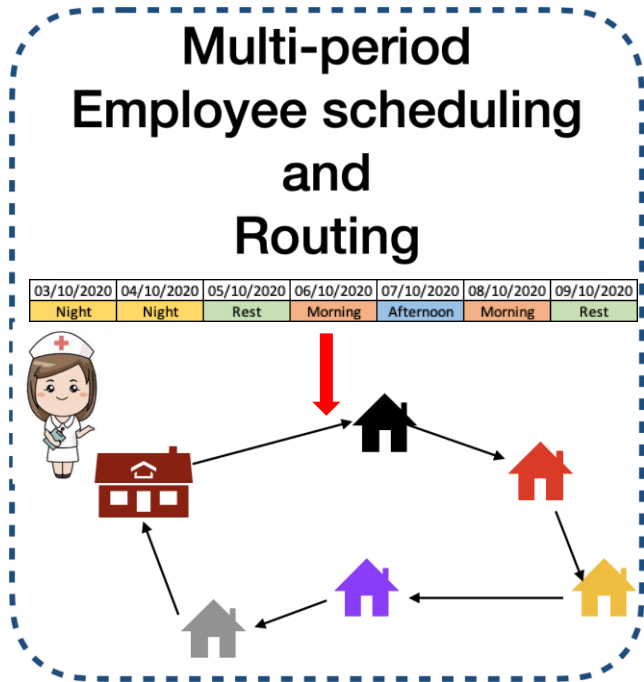 Multi-period
Employee scheduling
and
Routing
03/10/2020 04/10/2020 05/10/2020 06/10/2020 07/10/2020 08/10/2020 09/10/2020
Night Night Rest Morning Afternoon Morning Rest